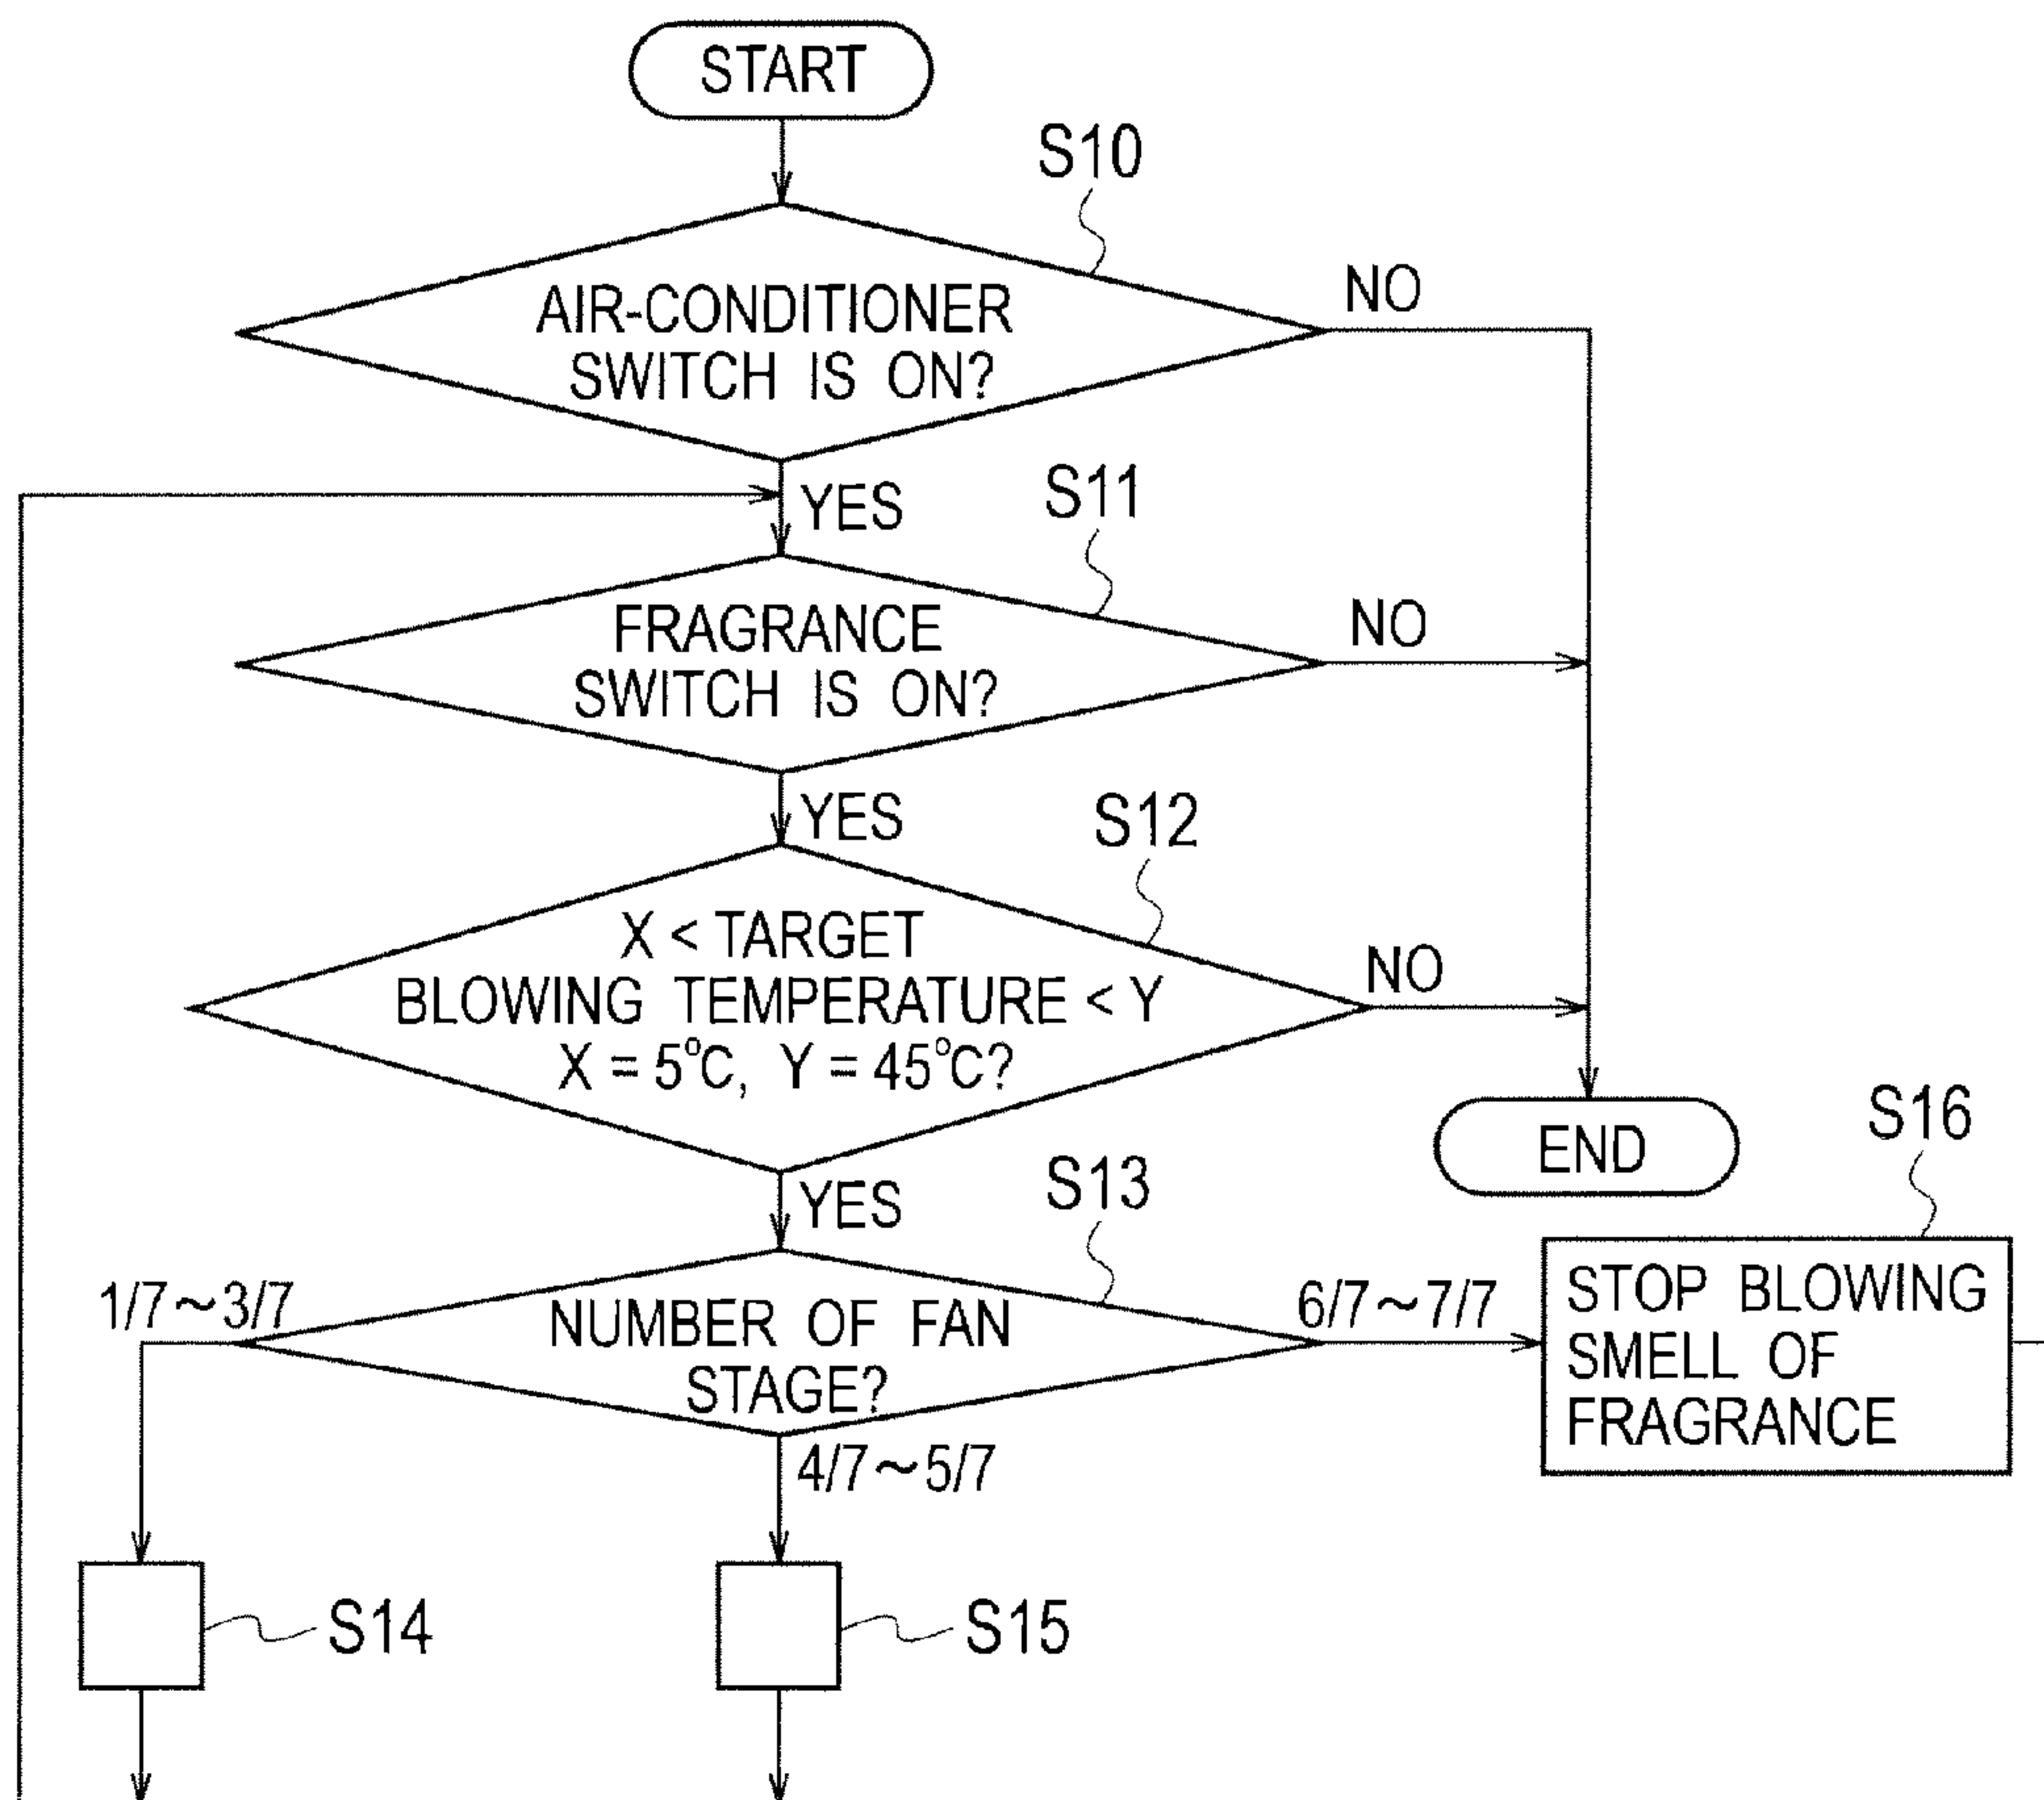 START
S10
AIR-CONDITIONER
SWITCH IS ON?
NO
YES
S11
FRAGRANCE
SWITCH IS ON?
NO
YES
S12
X < TARGET
BLOWING TEMPERATURE < Y
X = 5°C, Y = 45°C?
NO
END
YES
S13
NUMBER OF FAN
STAGE?
1/7~3/7
4/7~5/7
6/7~7/7
S16
STOP BLOWING
SMELL OF
FRAGRANCE
S14
S15